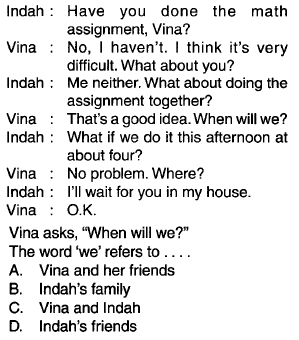 Indah : Have you done the math
assignment, Vina?
Vina : No, I haven't. I think it's very
difficult. What about you?
Indah : Me neither. What about doing the
assignment together?
Vina : That's a good idea. When will we?
Indah : What if we do it this afternoon at
about four?
Vina : No problem. Where?
Indah : I'll wait for you in my house.
Vina : O.K.
Vina asks, "When will we?"
The word 'we' refers to . . . .
A. Vina and her friends
B. Indah's family
C. Vina and Indah
D. Indah's friends